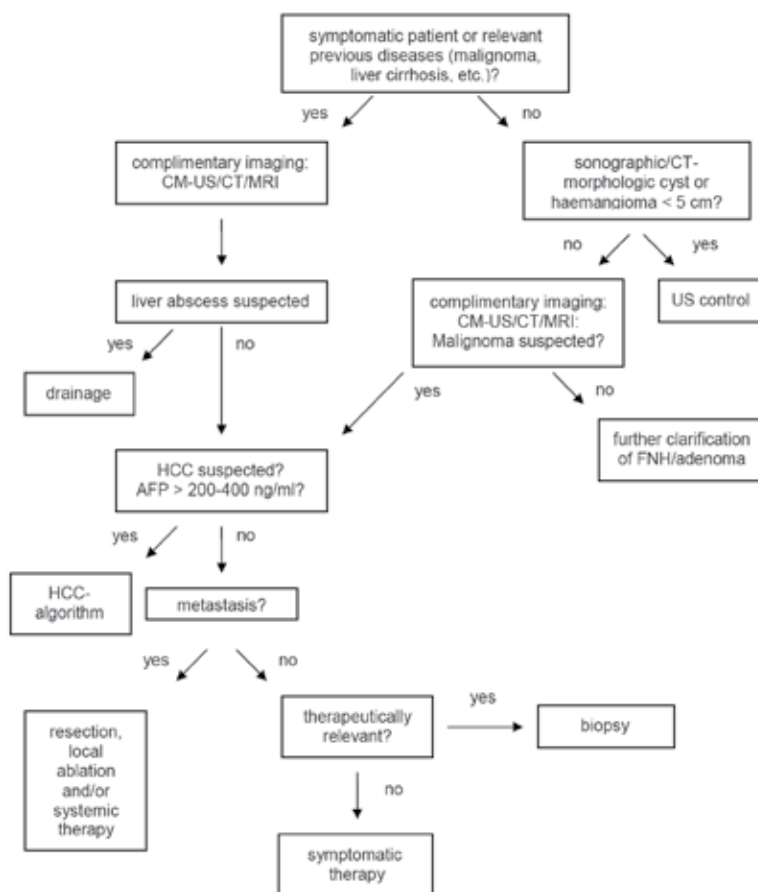 symptomatic patient or relevant
previous diseases (malignoma,
liver cirrhosis, etc.)?
yes
no
complimentary imaging:
CM-US/CT/MRI
sonographic/CT-
morphologic cyst or
haemangioma < 5 cm?
no
yes
liver abscess suspected
complimentary imaging:
CM-US/CT/MRI:
Malignoma suspected?
US control
yes
no
drainage
yes
no
further clarification
of FNH/adenoma
HCC suspected?
AFP > 200-400 ng/ml?
yes
no
HCC-
algorithm
metastasis?
yes
no
resection,
local
ablation
and/or
systemic
therapy
therapeutically
relevant?
yes
biopsy
no
symptomatic
therapy